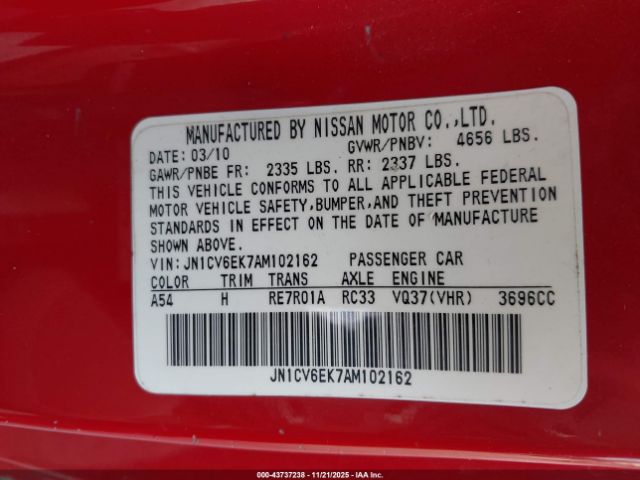 MANUFACTURED BY NISSAN MOTOR CO.,LTD.
DATE: 03/10 GVWR/PNBV: 4656 LBS.
GAWR/PNBE FR: 2335 LBS. RR: 2337 LBS.
THIS VEHICLE CONFORMS TO ALL APPLICABLE FEDERAL
MOTOR VEHICLE SAFETY,BUMPER,AND THEFT PREVENTION
STANDARDS IN EFFECT ON THE DATE OF MANUFACTURE
SHOWN ABOVE.
VIN: JN1CV6EK7AM102162 PASSENGER CAR
COLOR TRIM TRANS AXLE ENGINE
A54 H RE7R01A RC33 VQ37(VHR) 3696CC
JN1CV6EK7AM102162
000-43737238 - 11/21/2025 - IAA Inc.